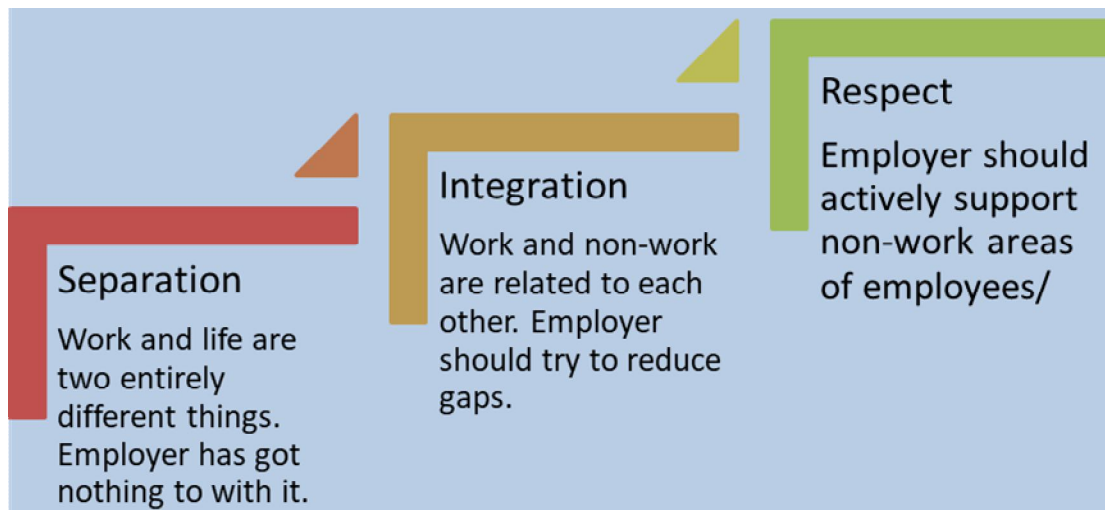 Separation
Work and life are
two entirely
different things.
Employer has got
nothing to with it.
Integration
Work and non-work
are related to each
other. Employer
should try to reduce
gaps.
Respect
Employer should
actively support
non-work areas
of employees/